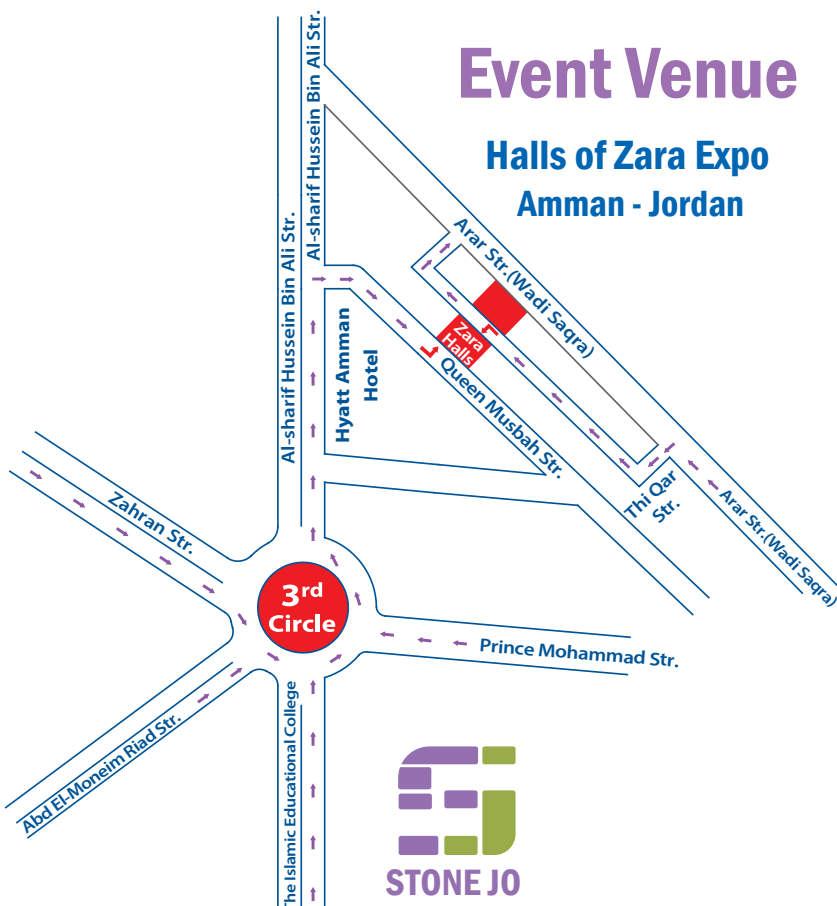 Event Venue
Halls of Zara Expo
Amman - Jordan
Al-sharif Hussein Bin Ali Str.
Al-sharif Hussein Bin Ali Str.
Arar Str.(Wadi Saqra)
Zara
Halls
Hyatt Amman
Hotel
Queen Musbah Str.
Thi Qar
Str.
Arar Str.(Wadi Saqra)
Zahran Str.
3rd
Circle
Prince Mohammad Str.
Abd El-Moneim Riad Str.
The Islamic Educational College
STONE JO